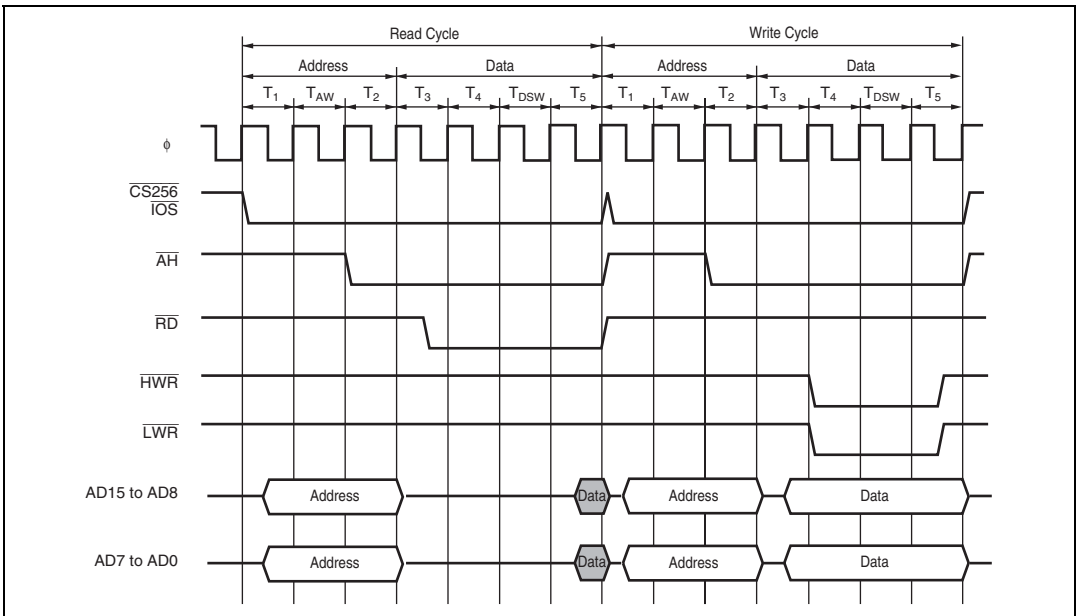 Read Cycle Write Cycle
Address Data Address Data
T1 TAW T2 T3 T4 TDSW T5 T1 TAW T2 T3 T4 TDSW T5
ϕ
CS256
IOS
AH
RD
HWR
LWR
AD15 to AD8 Address Data Address Data
AD7 to AD0 Address Data Address Data